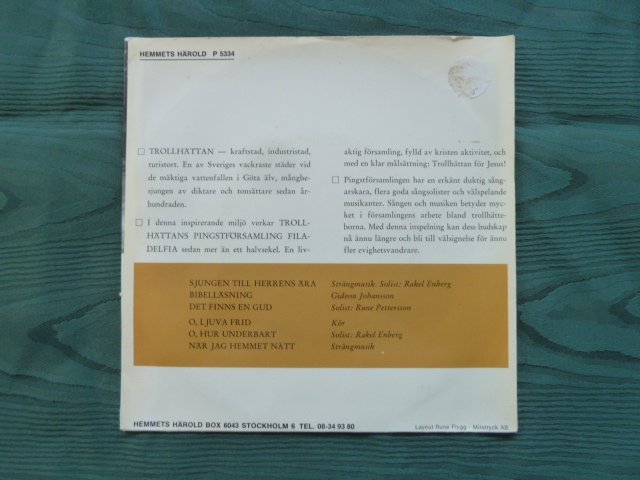 HEMMETS HÄROLD P 5334
□ TROLLHÄTTAN — kraftstad, industristad,
turistort. En av Sveriges vackraste städer vid
de mäktiga vattenfallen i Göta älv, mångbe-
sjungen av diktare och tonsättare sedan år-
hundraden.
□ I denna inspirerande miljö verkar TROLL-
HÄTTANS PINGSTFÖRSAMLING FILA-
DELFIA sedan mer än ett halvsekel. En liv-
aktig församling, fylld av kristen aktivitet, och
med en klar målsättning: Trollhättan för Jesus!
□ Pingstförsamlingen har en erkänt duktig sång-
arskara, flera goda sångsolister och välspelande
musikanter. Sången och musiken betyder myc-
ket i församlingens arbete bland trollhätte-
borna. Med denna inspelning kan dess budskap
nå ännu längre och bli till välsignelse för ännu
fler evighetsvandrare.
SJUNGEN TILL HERRENS ÄRA Strängmusik. Solist: Rakel Enberg
BIBELLÄSNING Gideon Johansson
DET FINNS EN GUD Solist: Rune Pettersson
O, LJUVA FRID Kör
O, HUR UNDERBART Solist: Rakel Enberg
NÄR JAG HEMMET NÅTT Strängmusik
HEMMETS HÄROLD BOX 6043 STOCKHOLM 6 TEL. 08-34 93 80
Layout Rune Flygg - Milstryck AB